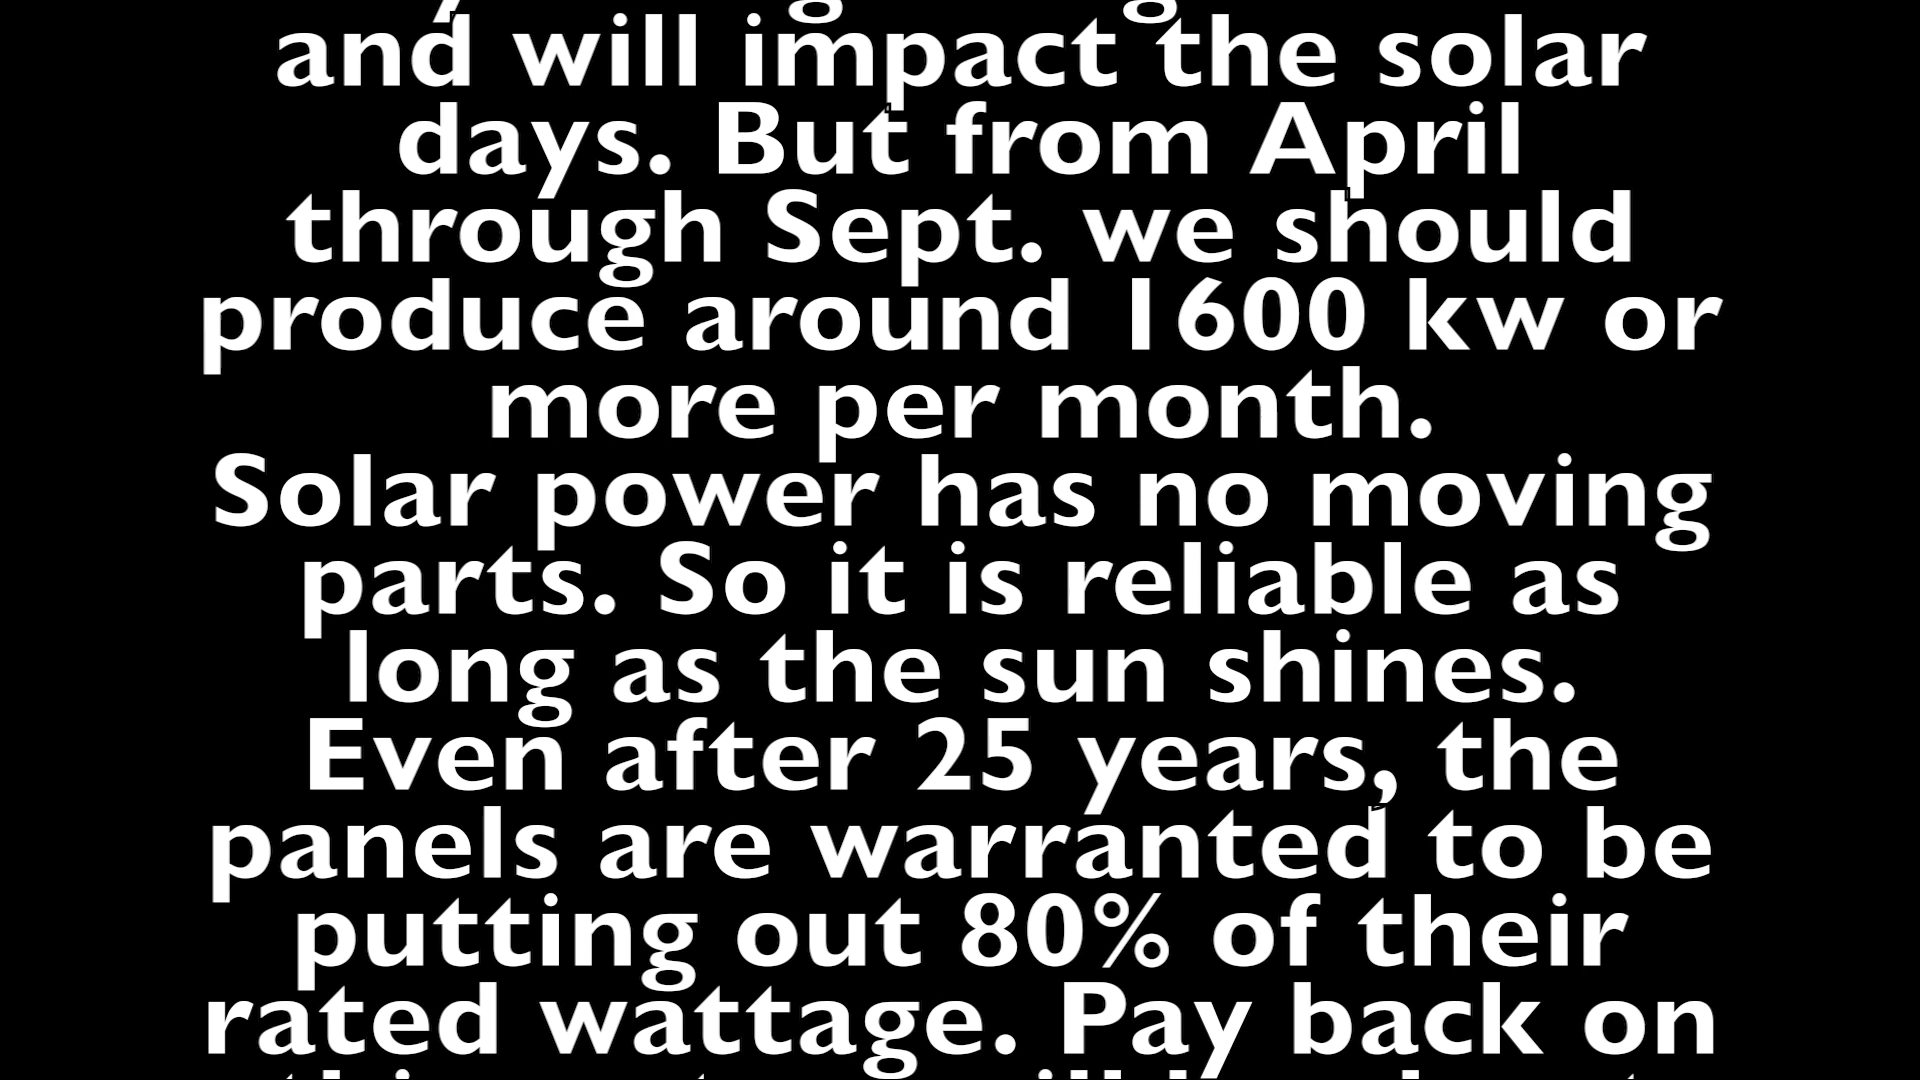 and will impact the solar
days. But from April
through Sept. we should
produce around 1600 kw or
more per month.
Solar power has no moving
parts. So it is reliable as
long as the sun shines.
Even after 25 years, the
panels are warranted to be
putting out 80% of their
rated wattage. Pay back on